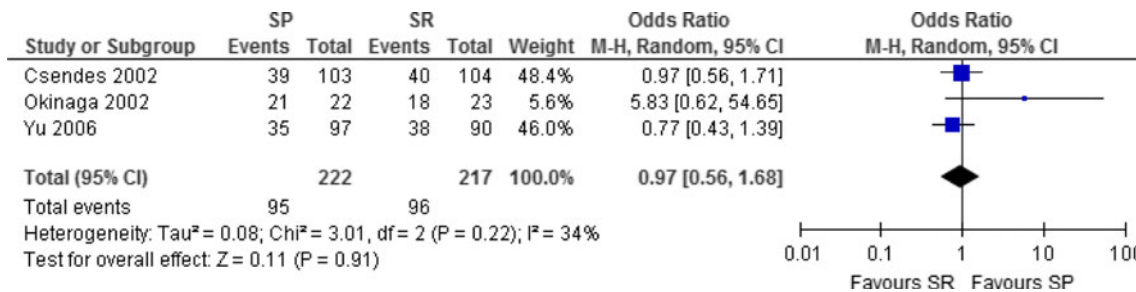 SP SR Odds Ratio Odds Ratio
Study or Subgroup Events Total Events Total Weight M-H, Random, 95% CI M-H, Random, 95% CI
Csendes 2002 39 103 40 104 48.4% 0.97 [0.56, 1.71]
Okinaga 2002 21 22 18 23 5.6% 5.83 [0.62, 54.65]
Yu 2006 35 97 38 90 46.0% 0.77 [0.43, 1.39]
Total (95% CI) 222 217 100.0% 0.97 [0.56, 1.68]
Total events 95 96
Heterogeneity: Tau² = 0.08; Chi² = 3.01, df = 2 (P = 0.22); I² = 34%
Test for overall effect: Z = 0.11 (P = 0.91)
0.01 0.1 1 10 100
Favours SR Favours SP